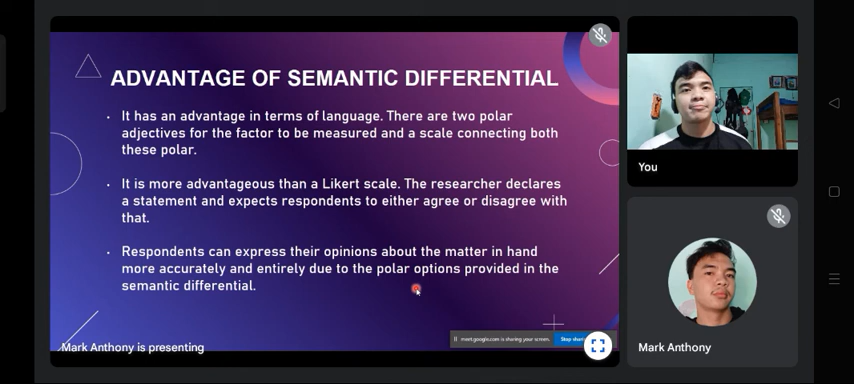 ADVANTAGE OF SEMANTIC DIFFERENTIAL
· It has an advantage in terms of language. There are two polar
adjectives for the factor to be measured and a scale connecting both
these polar.
· It is more advantageous than a Likert scale. The researcher declares
a statement and expects respondents to either agree or disagree with
that.
· Respondents can express their opinions about the matter in hand
more accurately and entirely due to the polar options provided in the
semantic differential.
meet.google.com is sharing your screen.
Stop
Mark Anthony is presenting
You
Mark Anthony